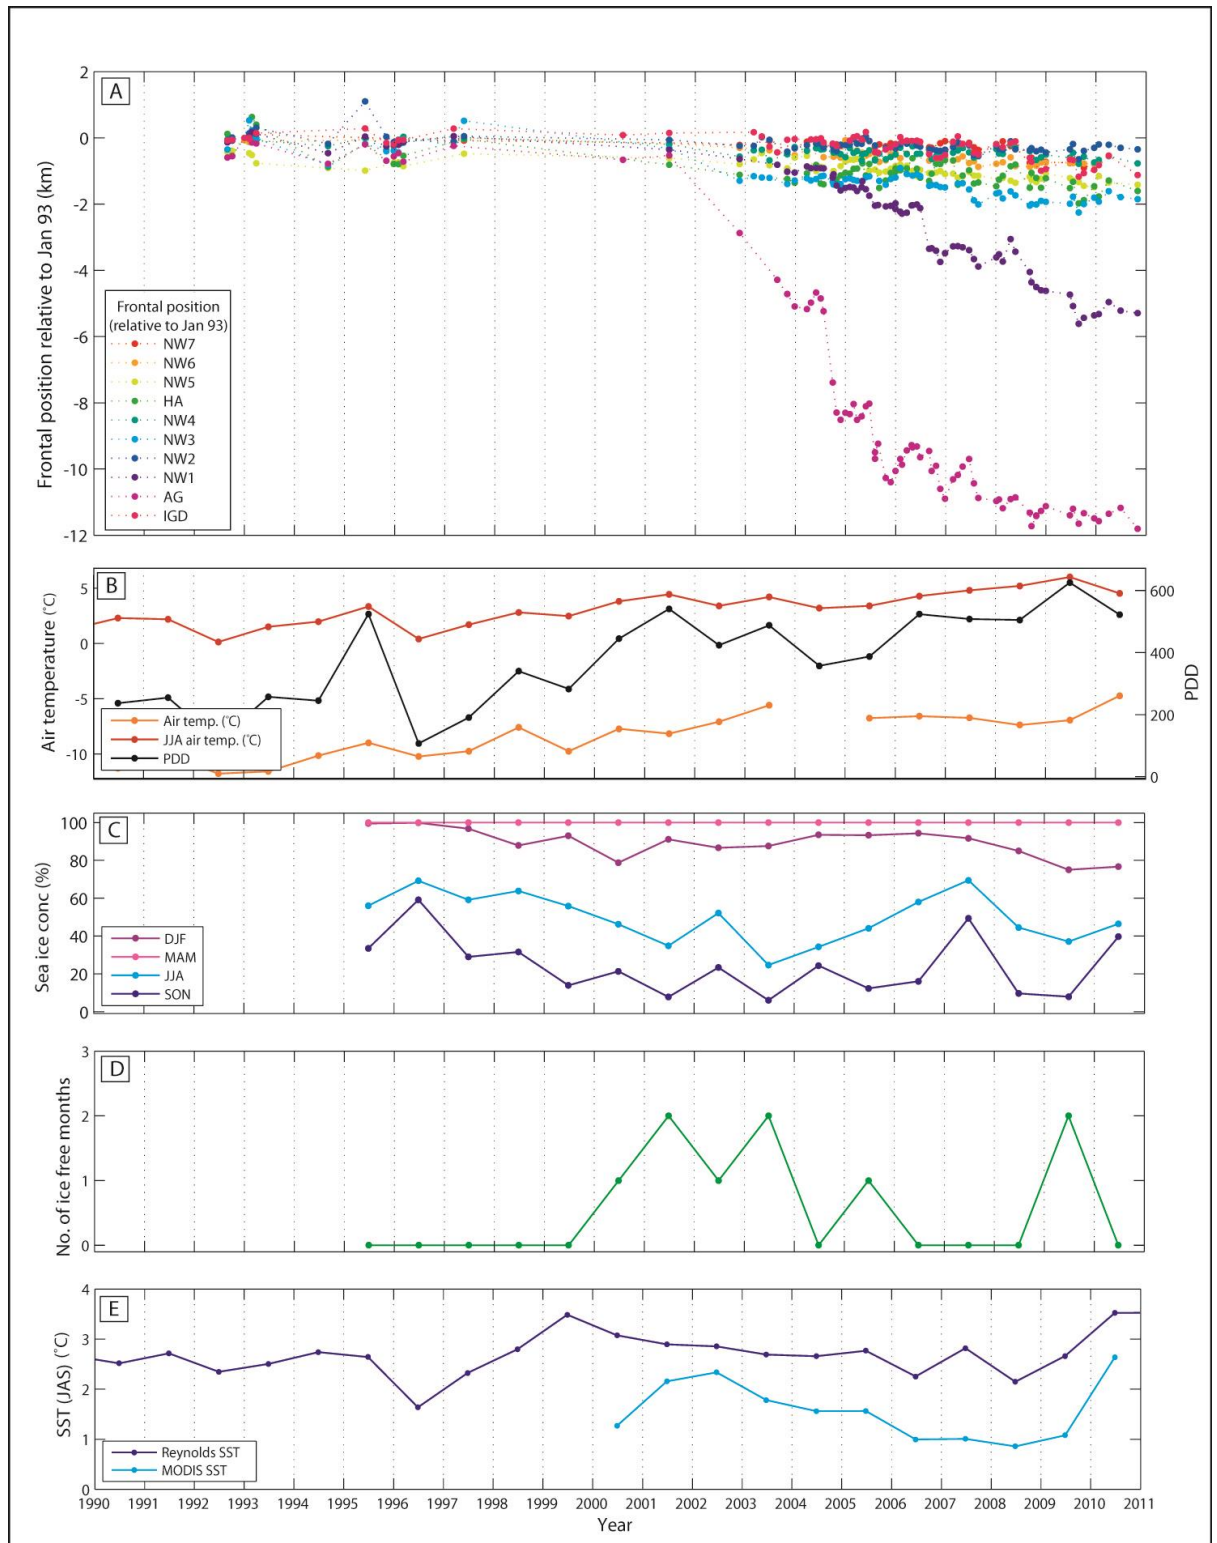 A
2
0
-2
-4
-6
-8
-10
-12
Frontal position relative to Jan 93 (km)
Frontal position
(relative to Jan 93)
NW7
NW6
NW5
HA
NW4
NW3
NW2
NW1
AG
IGD
B
5
0
-5
-10
Air temperature (°C)
600
400
200
0
PDD
Air temp. (°C)
JJA air temp. (°C)
PDD
C
100
80
60
40
20
0
Sea ice conc (%)
DJF
MAM
JJA
SON
D
3
2
1
0
No. of ice free months
E
4
3
2
1
0
SST (JAS) (°C)
Reynolds SST
MODIS SST
1990 1991 1992 1993 1994 1995 1996 1997 1998 1999 2000 2001 2002 2003 2004 2005 2006 2007 2008 2009 2010 2011
Year